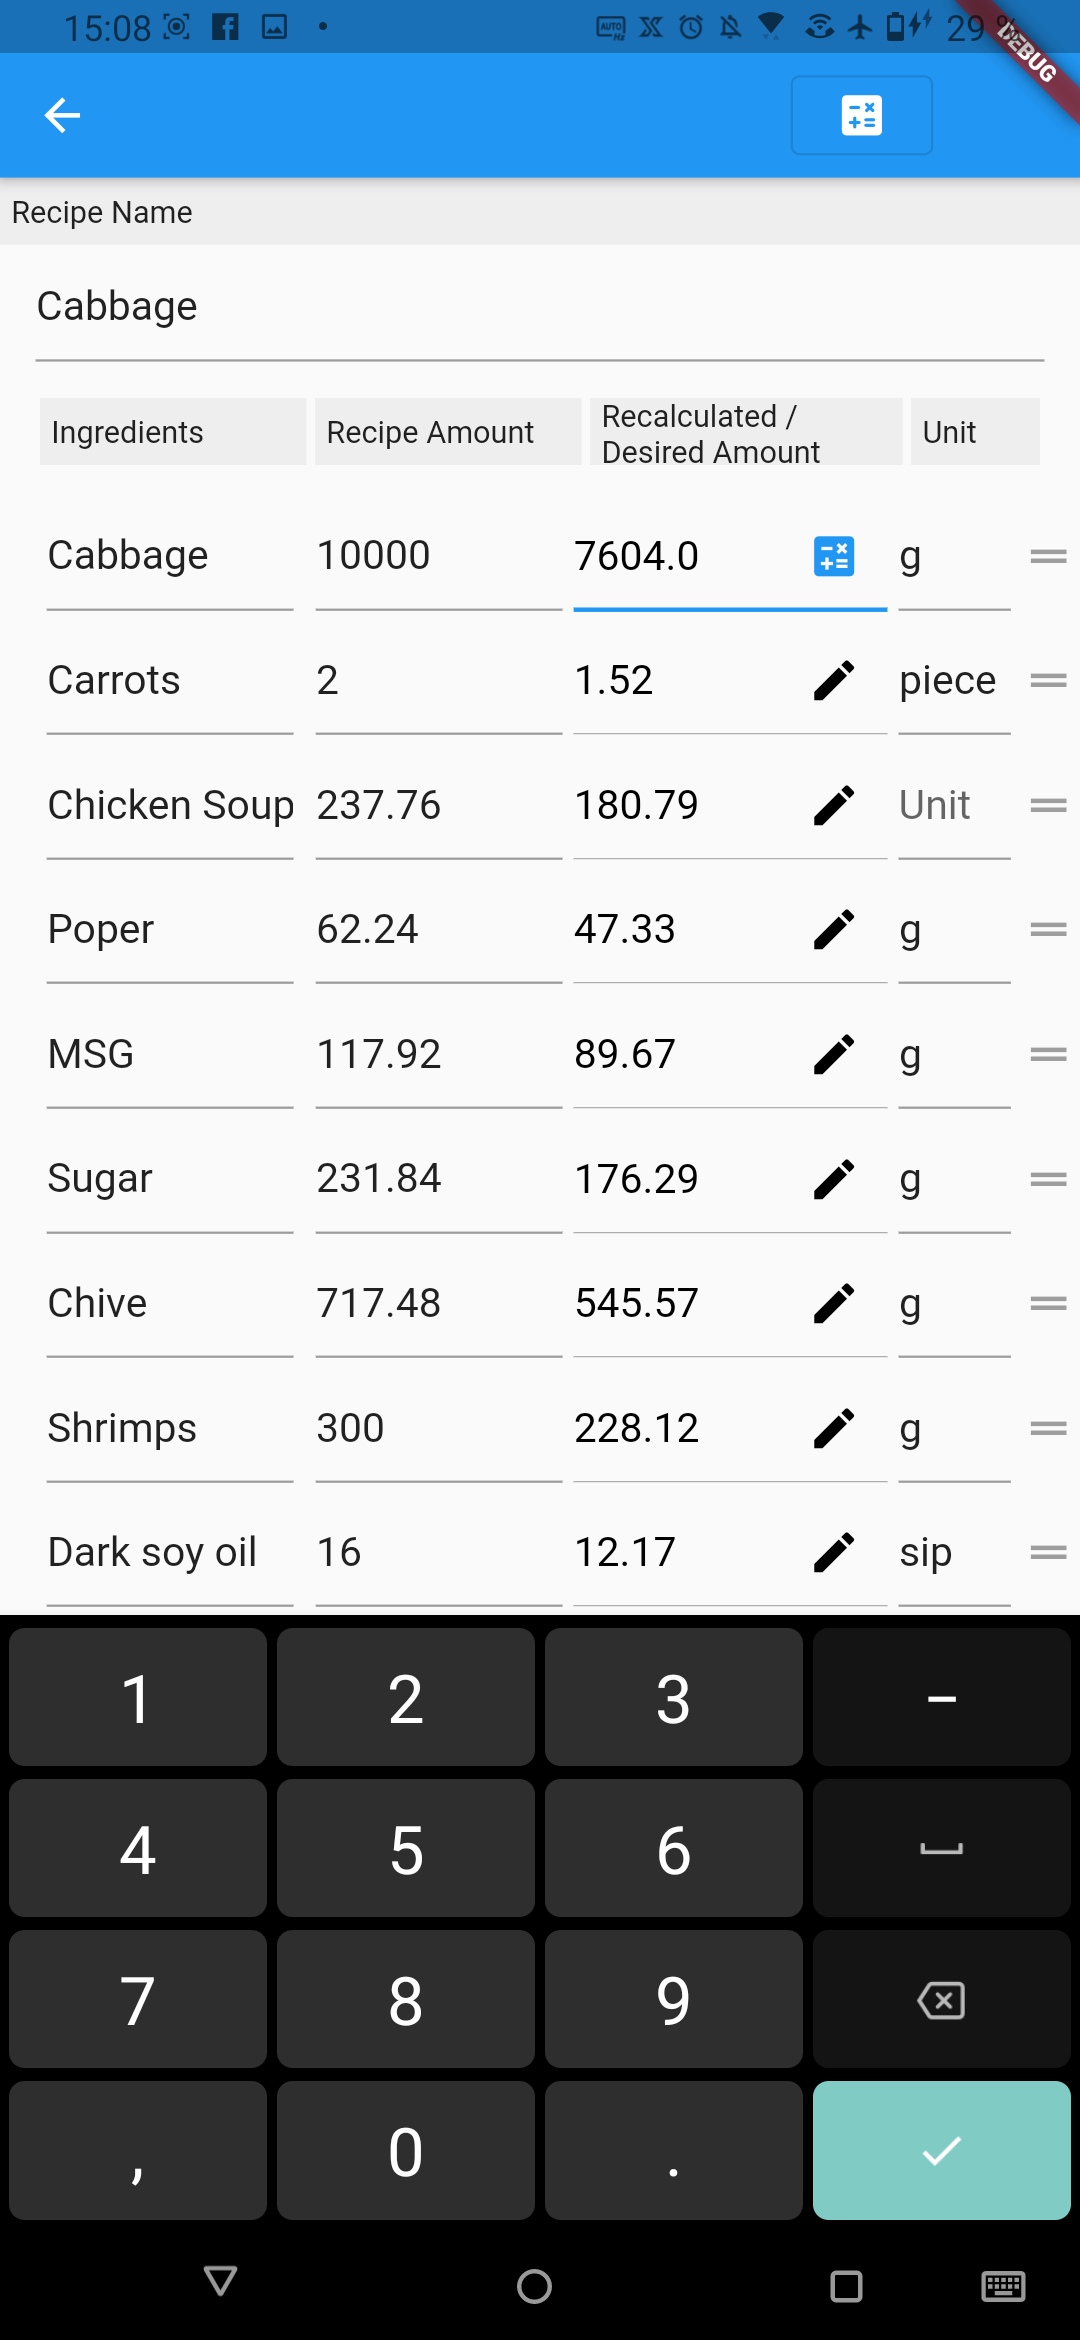 15:08 AUTO Hz 29 %
DEBUG
Recipe Name
Cabbage
Ingredients Recipe Amount Recalculated / Desired Amount Unit
Cabbage 10000 7604.0 g
Carrots 2 1.52 piece
Chicken Soup 237.76 180.79 Unit
Poper 62.24 47.33 g
MSG 117.92 89.67 g
Sugar 231.84 176.29 g
Chive 717.48 545.57 g
Shrimps 300 228.12 g
Dark soy oil 16 12.17 sip
1 2 3 −
4 5 6
7 8 9
, 0 .